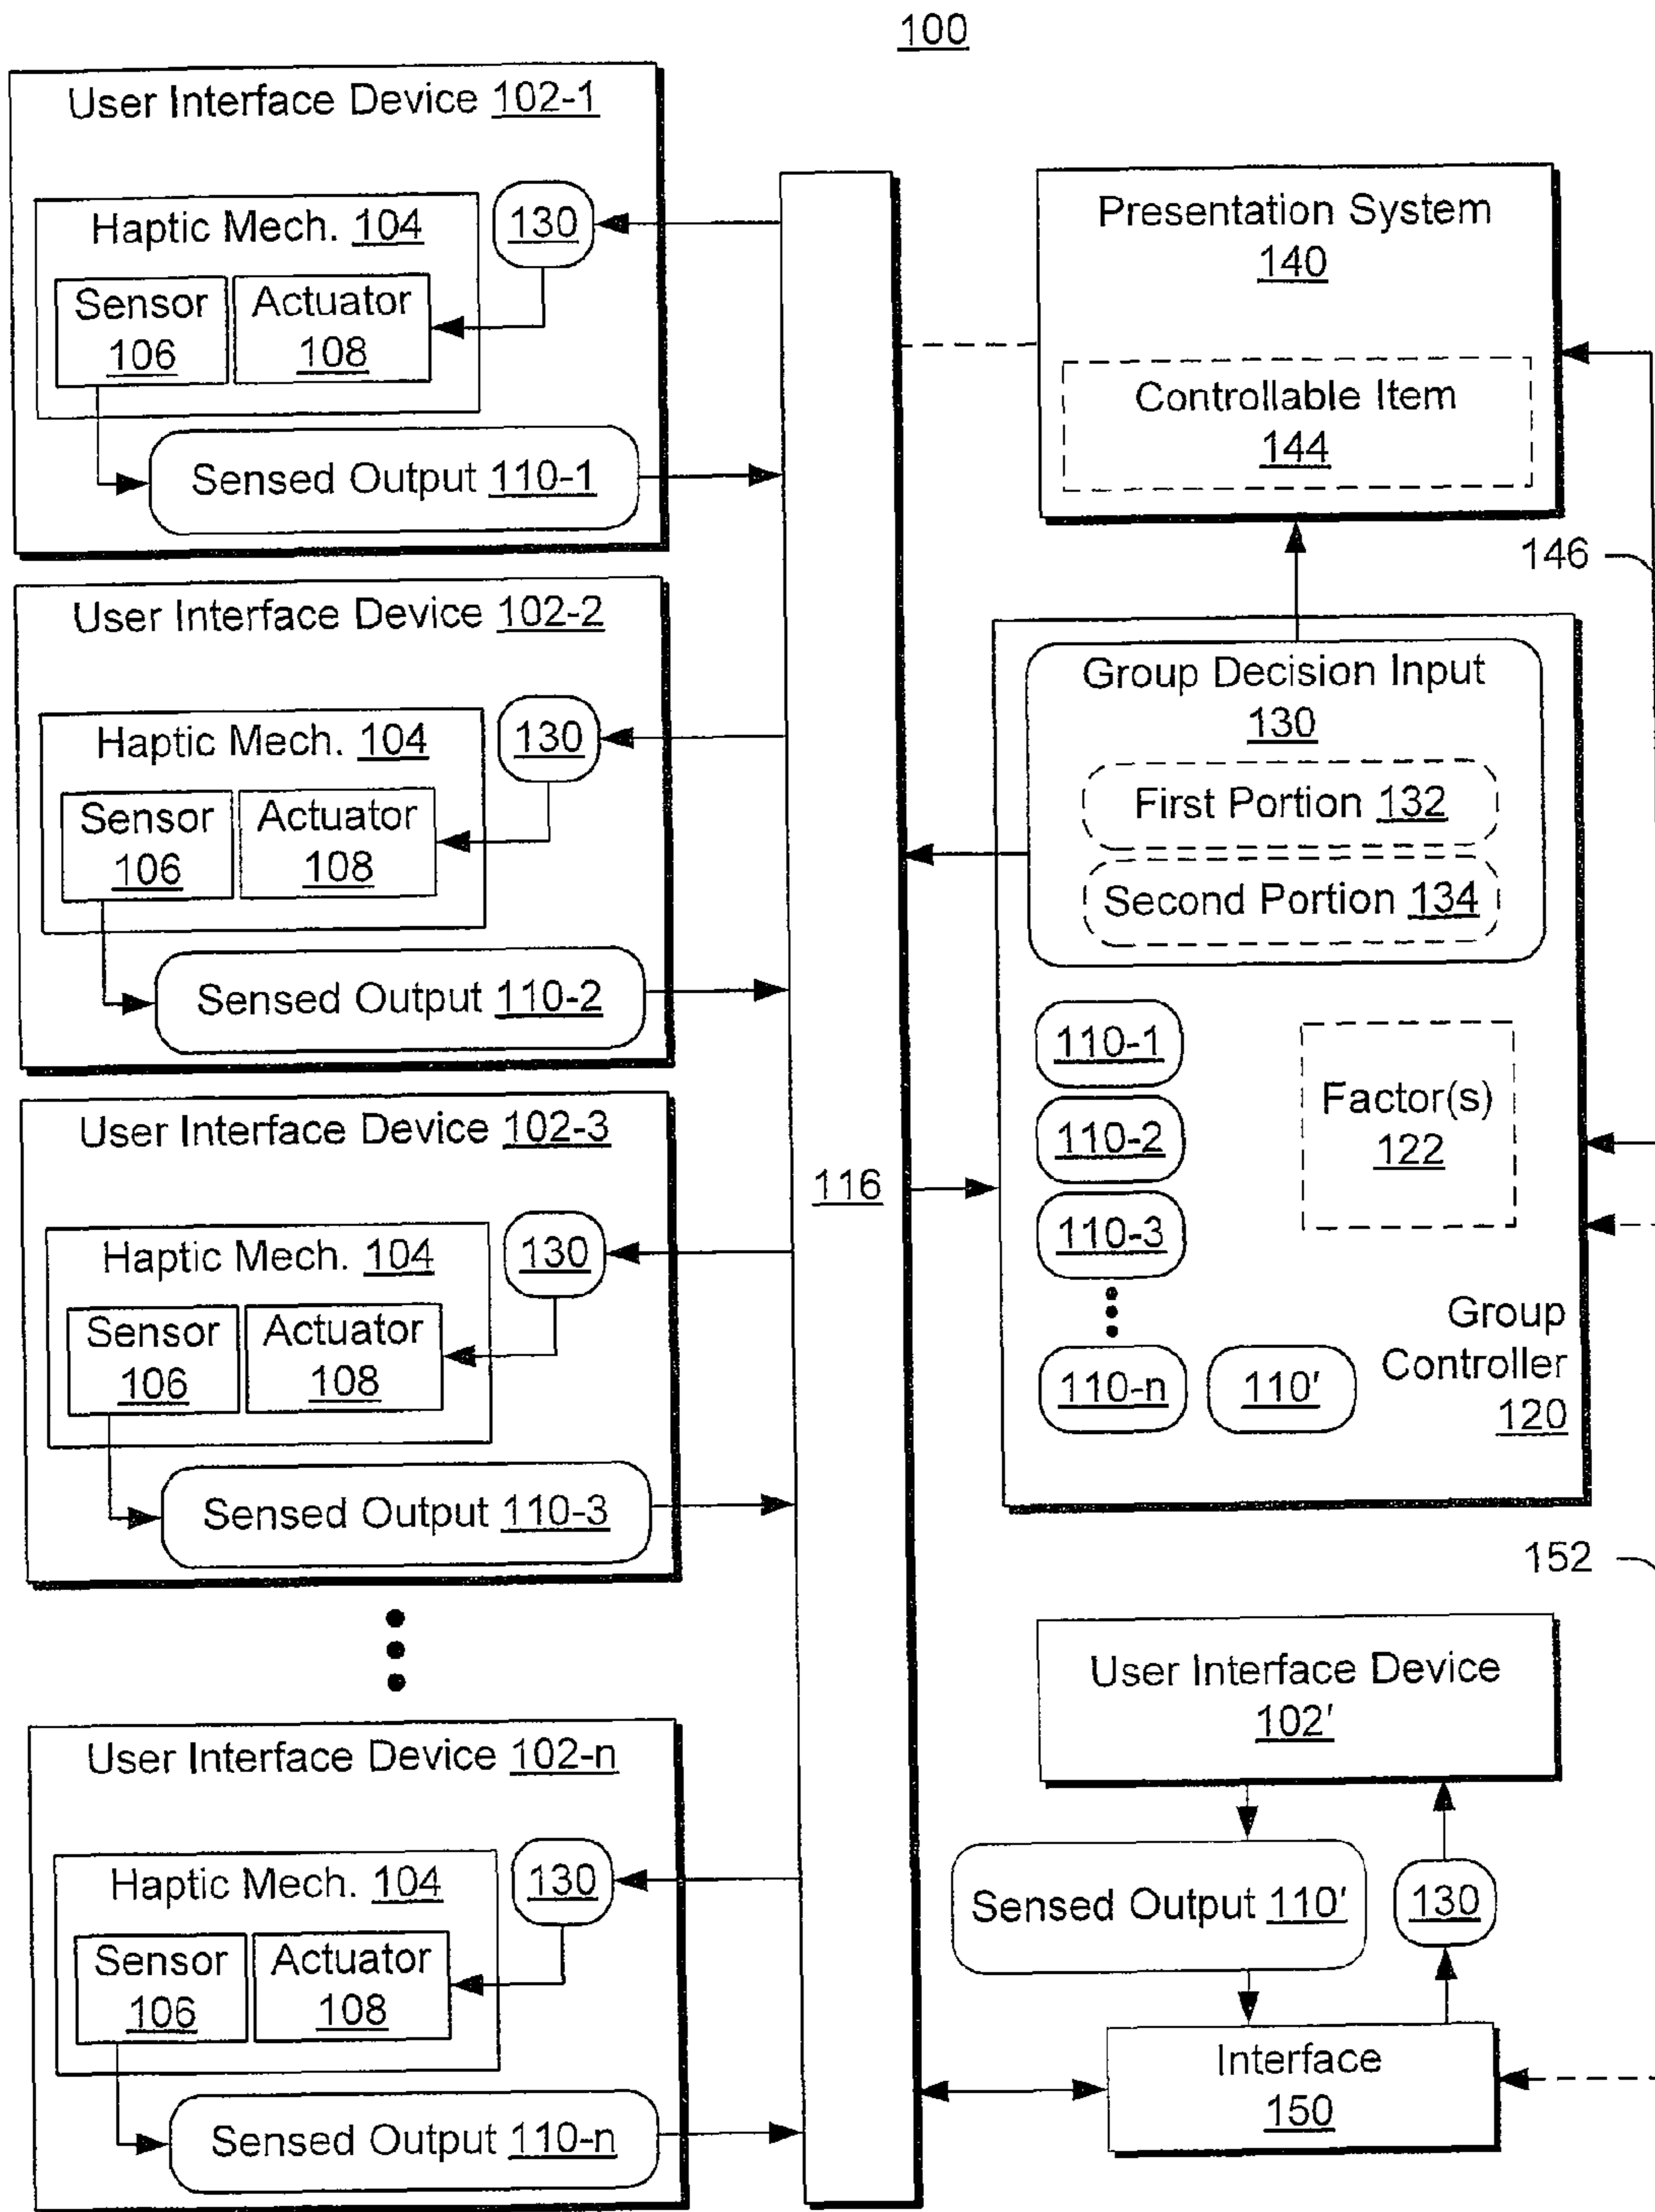 100
User Interface Device 102-1
Haptic Mech. 104
130
Sensor
106
Actuator
108
Sensed Output 110-1
User Interface Device 102-2
Haptic Mech. 104
130
Sensor
106
Actuator
108
Sensed Output 110-2
User Interface Device 102-3
Haptic Mech. 104
130
Sensor
106
Actuator
108
Sensed Output 110-3
User Interface Device 102-n
Haptic Mech. 104
130
Sensor
106
Actuator
108
Sensed Output 110-n
116
Presentation System
140
Controllable Item
144
146
Group Decision Input
130
First Portion 132
Second Portion 134
110-1
110-2
110-3
110-n
110′
Factor(s)
122
Group
Controller
120
152
User Interface Device
102′
Sensed Output 110′
130
Interface
150